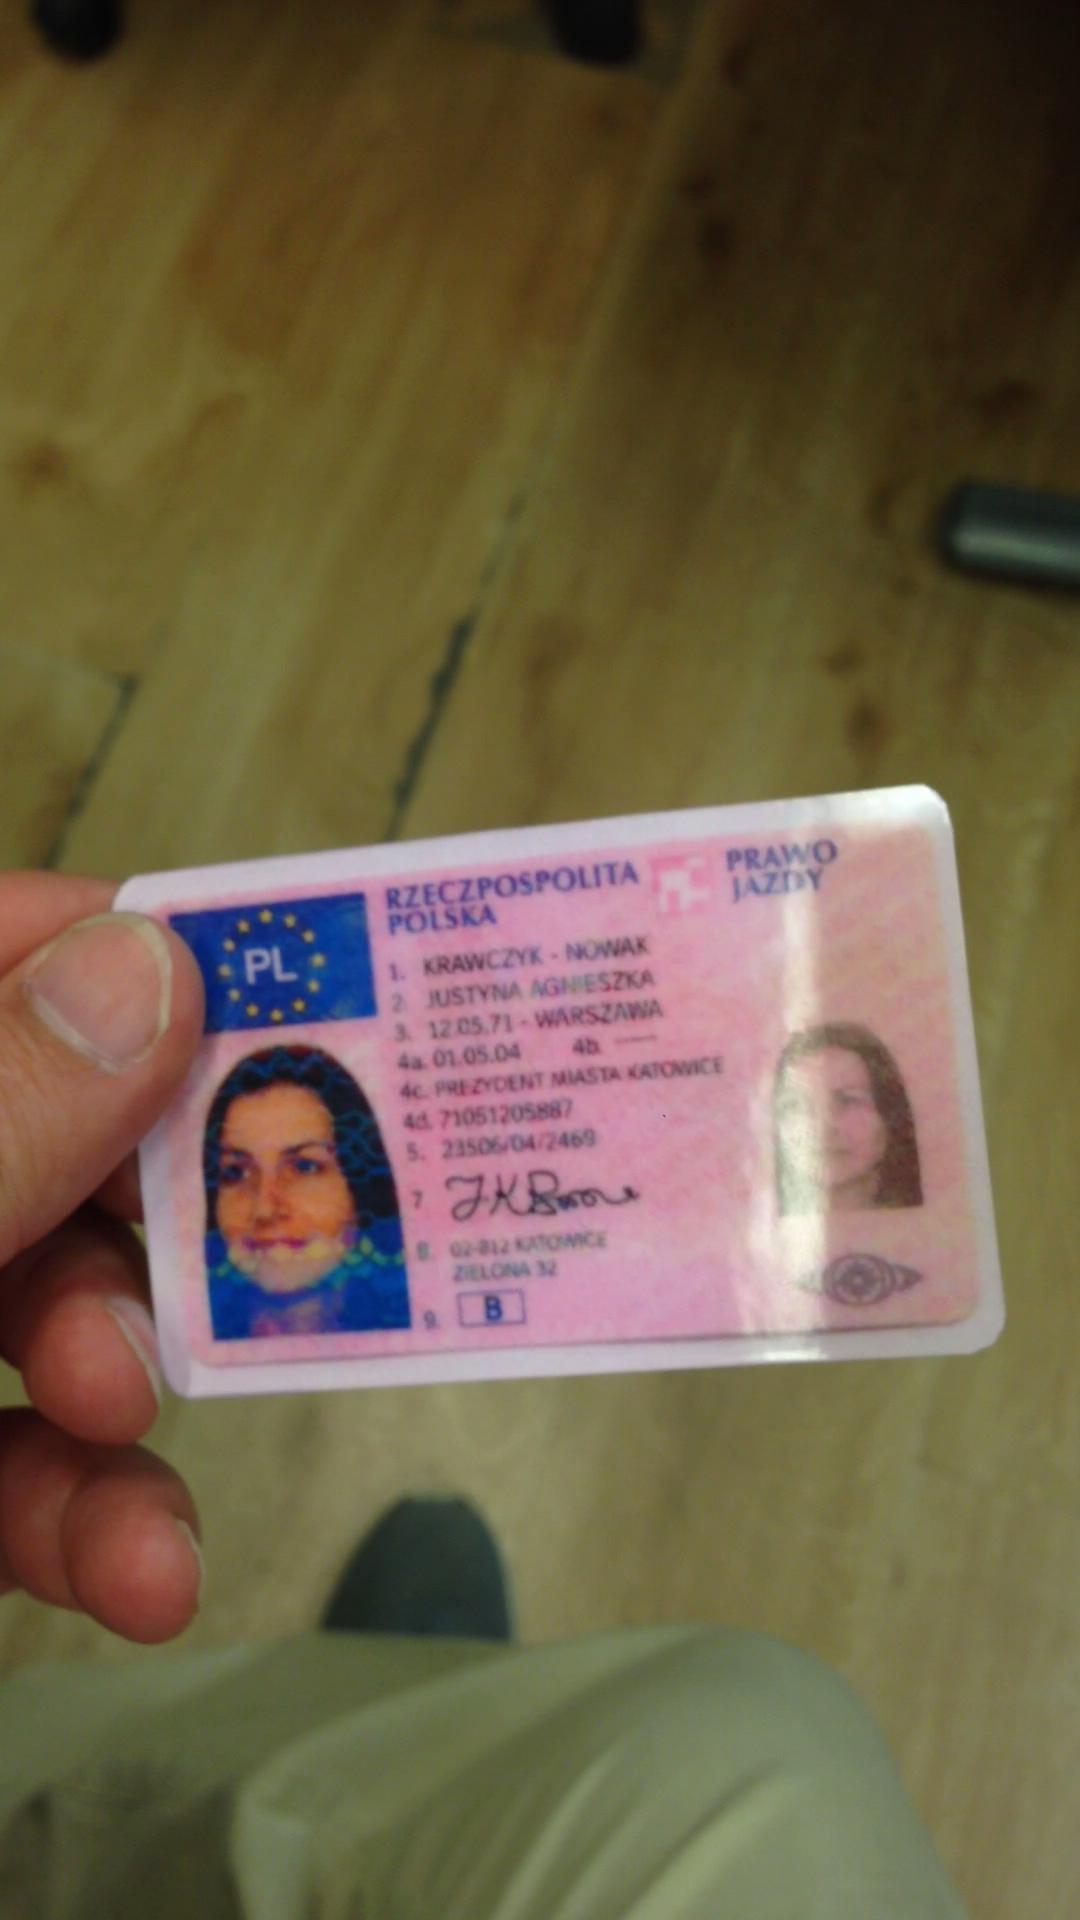 PL
RZECZPOSPOLITA
POLSKA
PRAWO
JAZDY
1. KRAWCZYK - NOWAK
2. JUSTYNA AGNIESZKA
3. 12.05.71 - WARSZAWA
4a. 01.05.04 4b. -----
4c. PREZYDENT MIASTA KATOWICE
4d. 71051205887
5. 23506/04/2469
7
8. 02-812 KATOWICE
ZIELONA 32
9. B